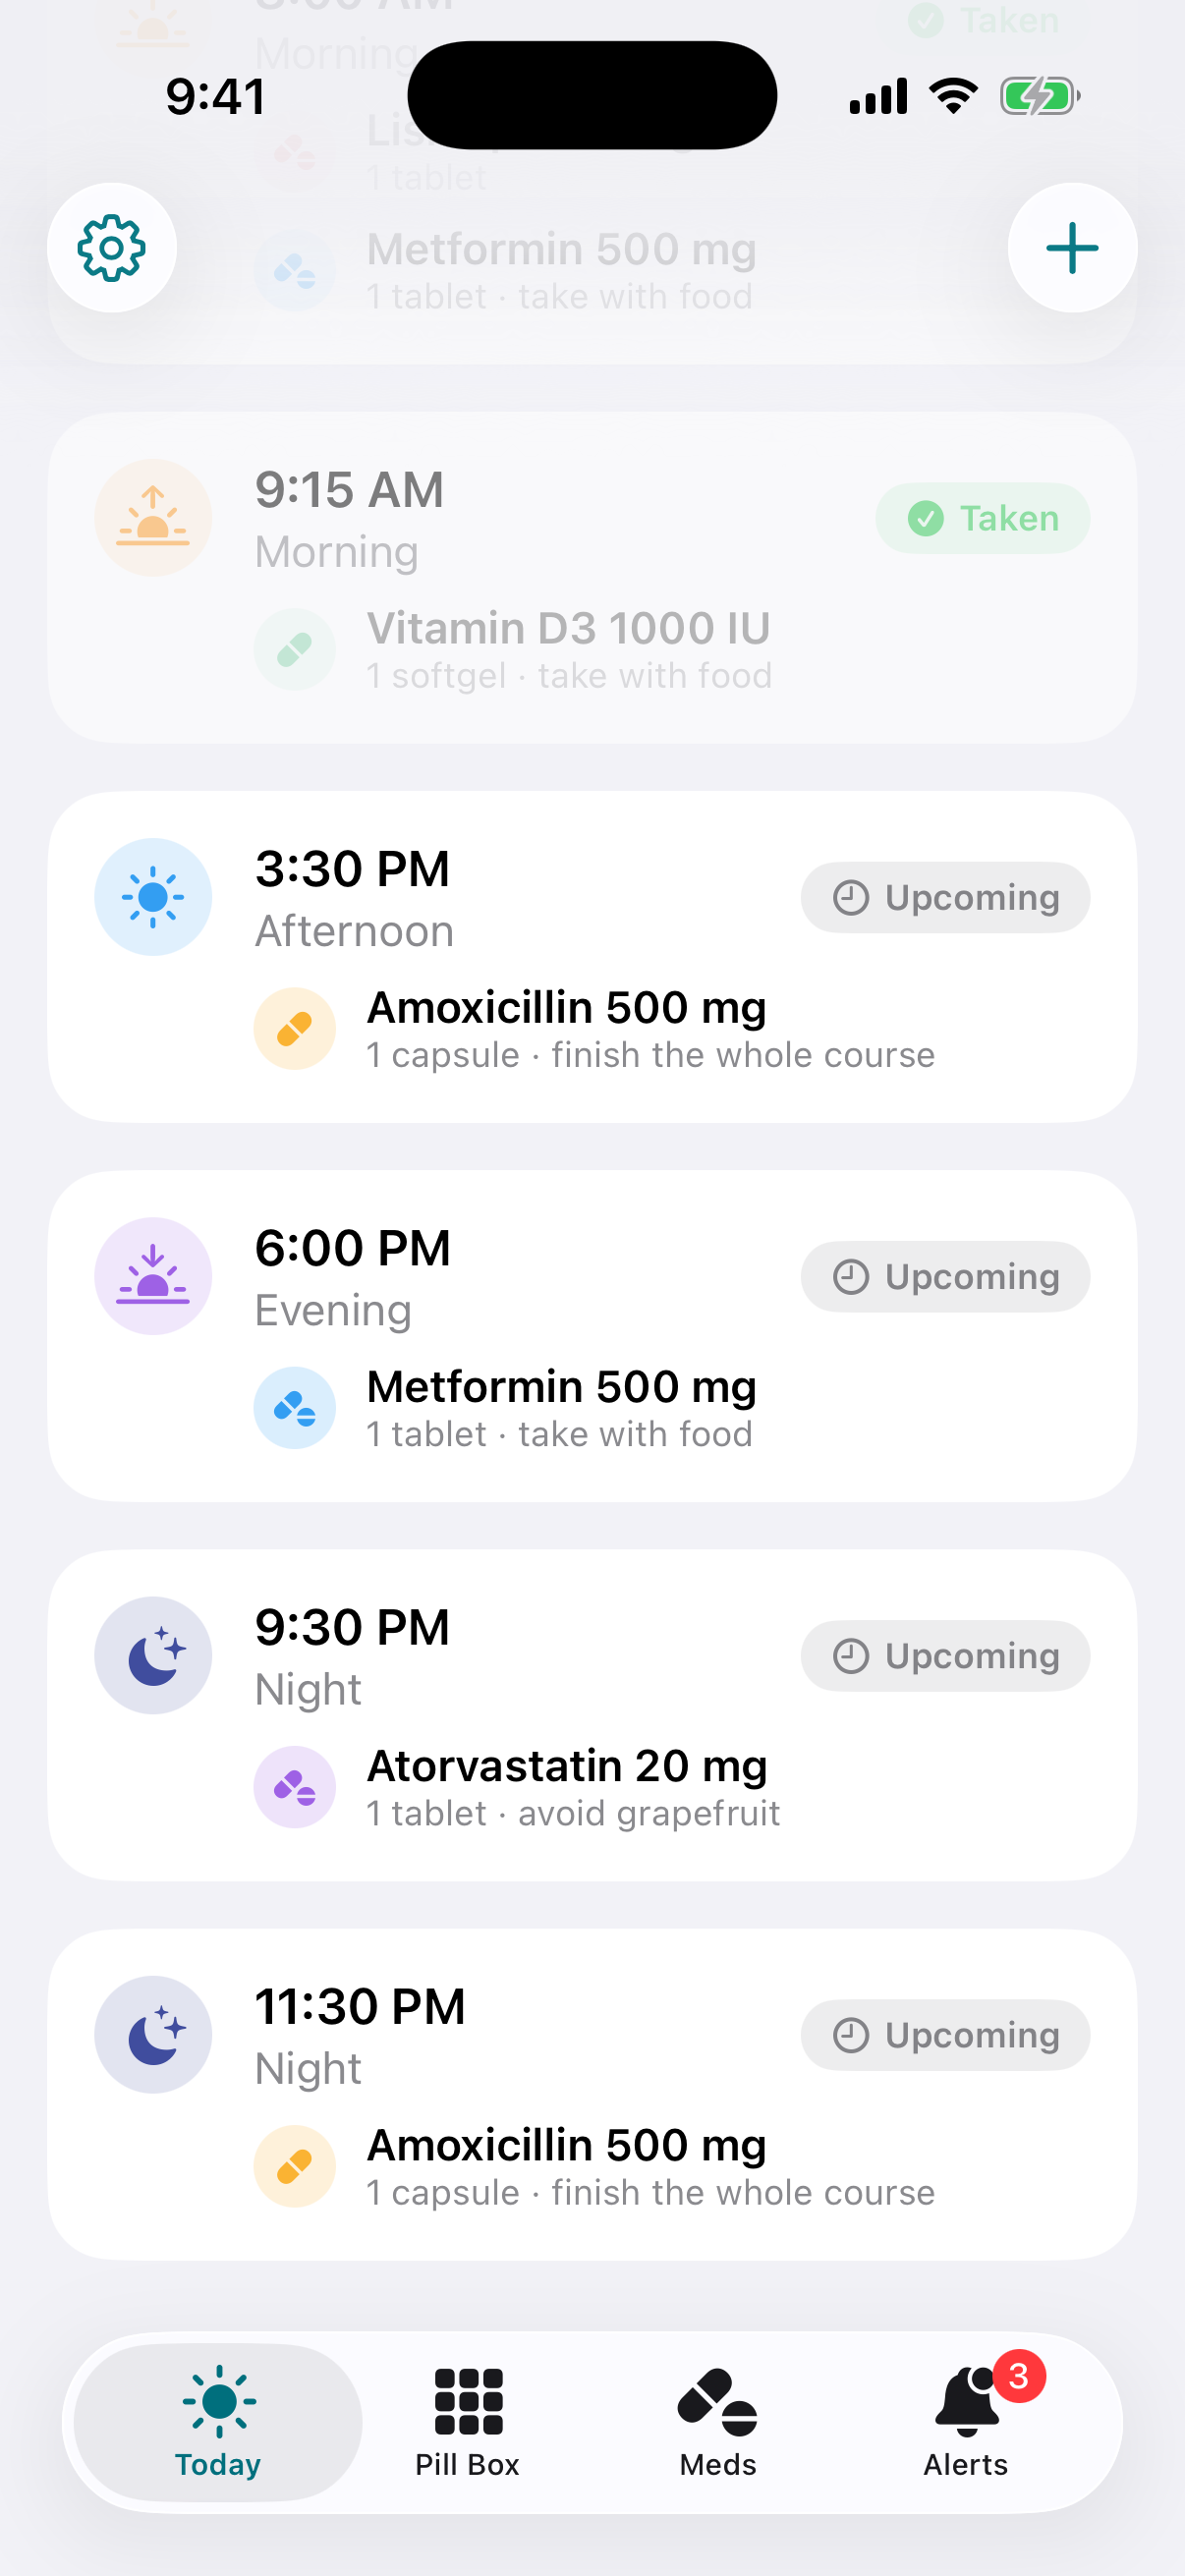 Taken
Morning
9:41
1 tablet
Metformin 500 mg
1 tablet · take with food
9:15 AM
Morning
Taken
Vitamin D3 1000 IU
1 softgel · take with food
3:30 PM
Afternoon
Upcoming
Amoxicillin 500 mg
1 capsule · finish the whole course
6:00 PM
Evening
Upcoming
Metformin 500 mg
1 tablet · take with food
9:30 PM
Night
Upcoming
Atorvastatin 20 mg
1 tablet · avoid grapefruit
11:30 PM
Night
Upcoming
Amoxicillin 500 mg
1 capsule · finish the whole course
Today
Pill Box
Meds
Alerts
3